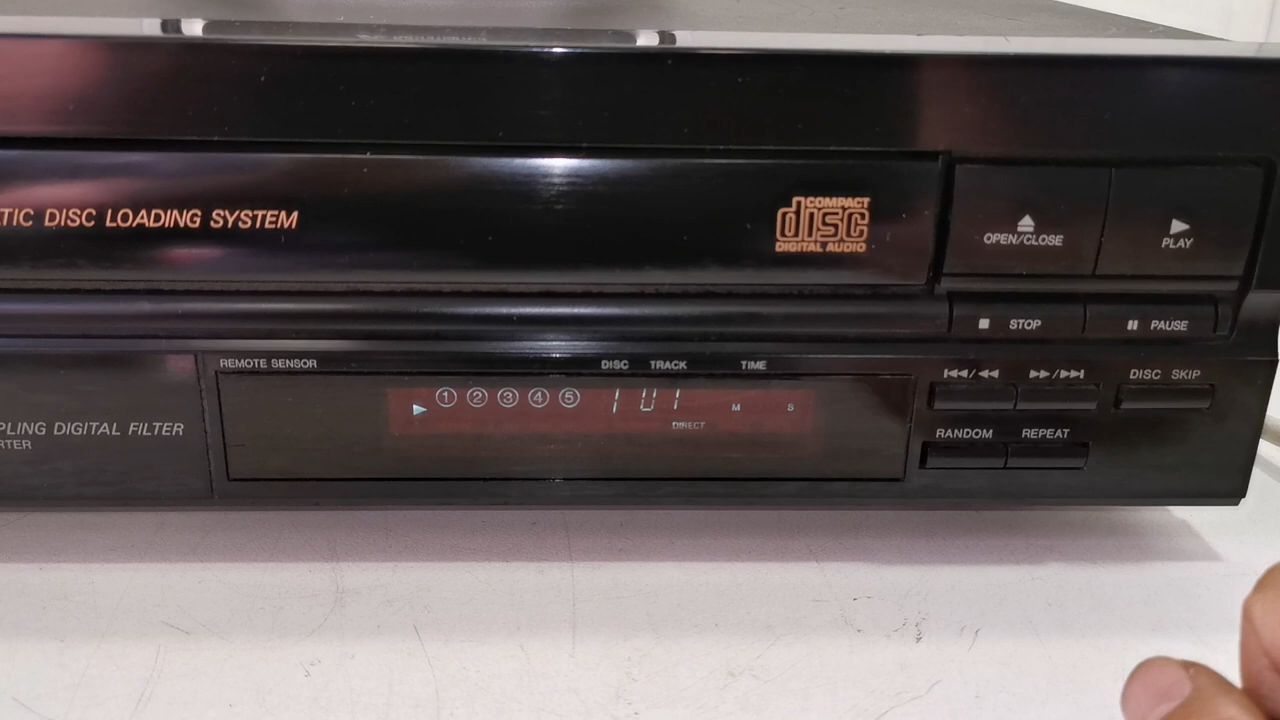 TIC DISC LOADING SYSTEM
COMPACT
disc
DIGITAL AUDIO
OPEN/CLOSE
PLAY
STOP
PAUSE
REMOTE SENSOR
DISC TRACK TIME
1 2 3 4 5 1 01
M S
DIRECT
PLING DIGITAL FILTER
RTER
DISC SKIP
RANDOM REPEAT